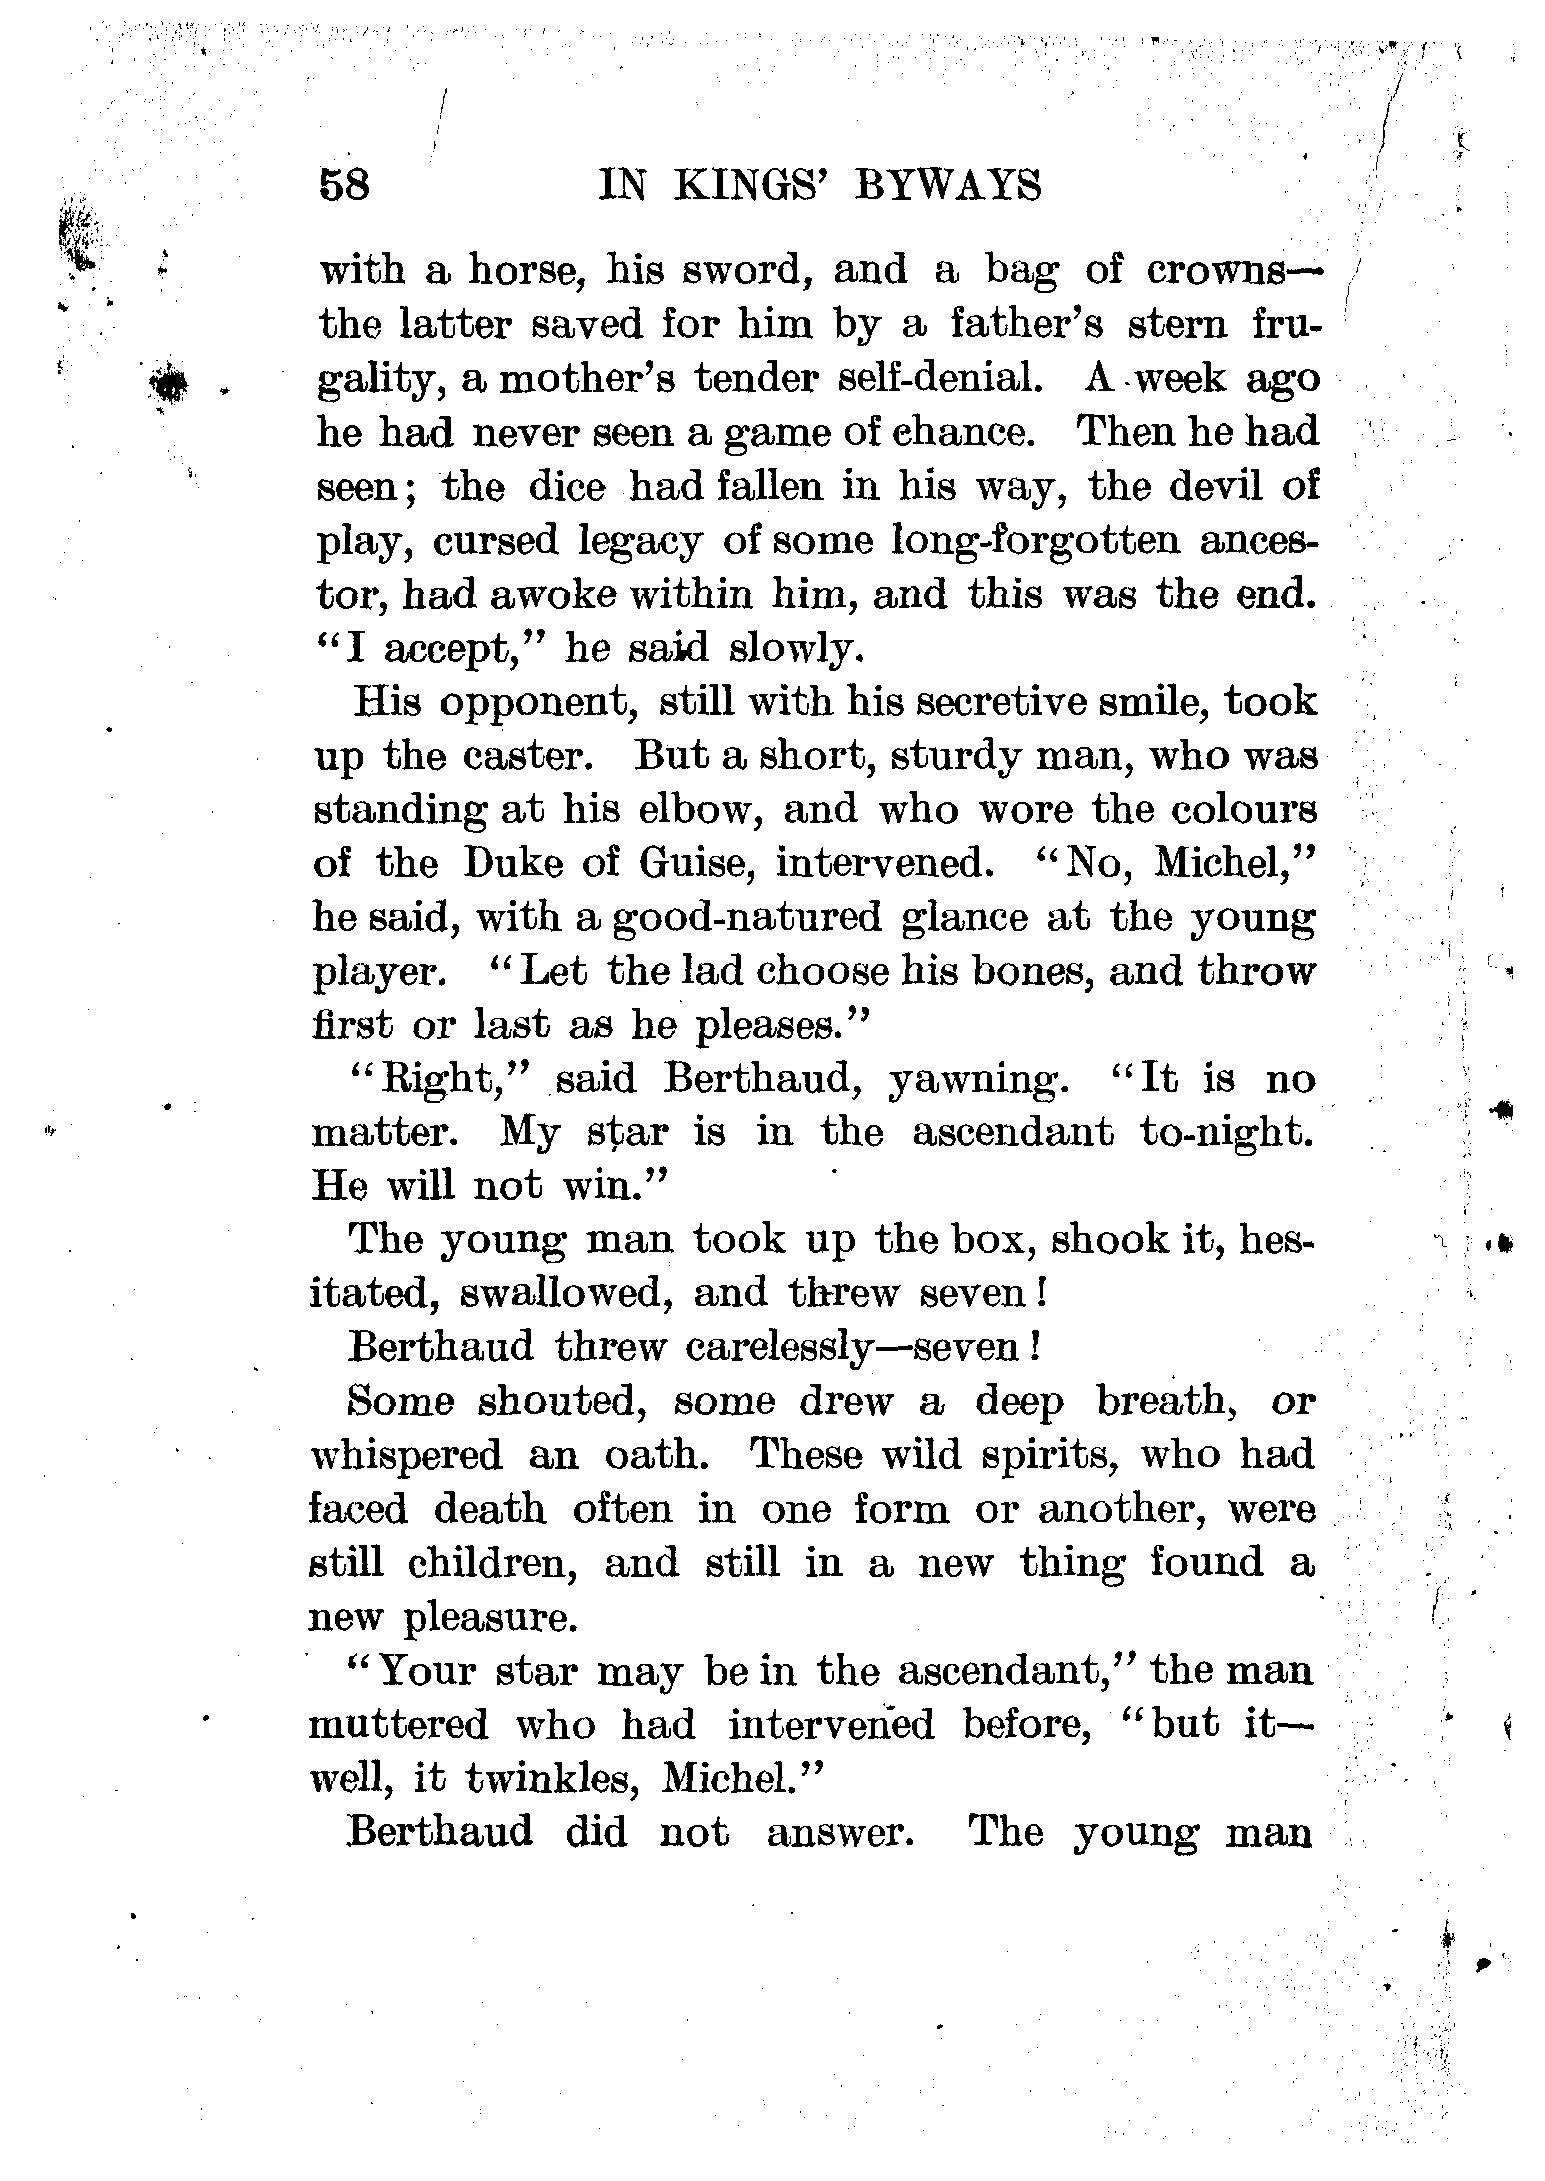 58 IN KINGS' BYWAYS
with a horse, his sword, and a bag of crowns—
the latter saved for him by a father's stern fru-
gality, a mother's tender self-denial. A week ago
he had never seen a game of chance. Then he had
seen; the dice had fallen in his way, the devil of
play, cursed legacy of some long-forgotten ances-
tor, had awoke within him, and this was the end.
"I accept," he said slowly.
His opponent, still with his secretive smile, took
up the caster. But a short, sturdy man, who was
standing at his elbow, and who wore the colours
of the Duke of Guise, intervened. "No, Michel,"
he said, with a good-natured glance at the young
player. "Let the lad choose his bones, and throw
first or last as he pleases."
"Right," said Berthaud, yawning. "It is no
matter. My star is in the ascendant to-night.
He will not win."
The young man took up the box, shook it, hes-
itated, swallowed, and threw seven!
Berthaud threw carelessly—seven!
Some shouted, some drew a deep breath, or
whispered an oath. These wild spirits, who had
faced death often in one form or another, were
still children, and still in a new thing found a
new pleasure.
"Your star may be in the ascendant," the man
muttered who had intervened before, "but it—
well, it twinkles, Michel."
Berthaud did not answer. The young man